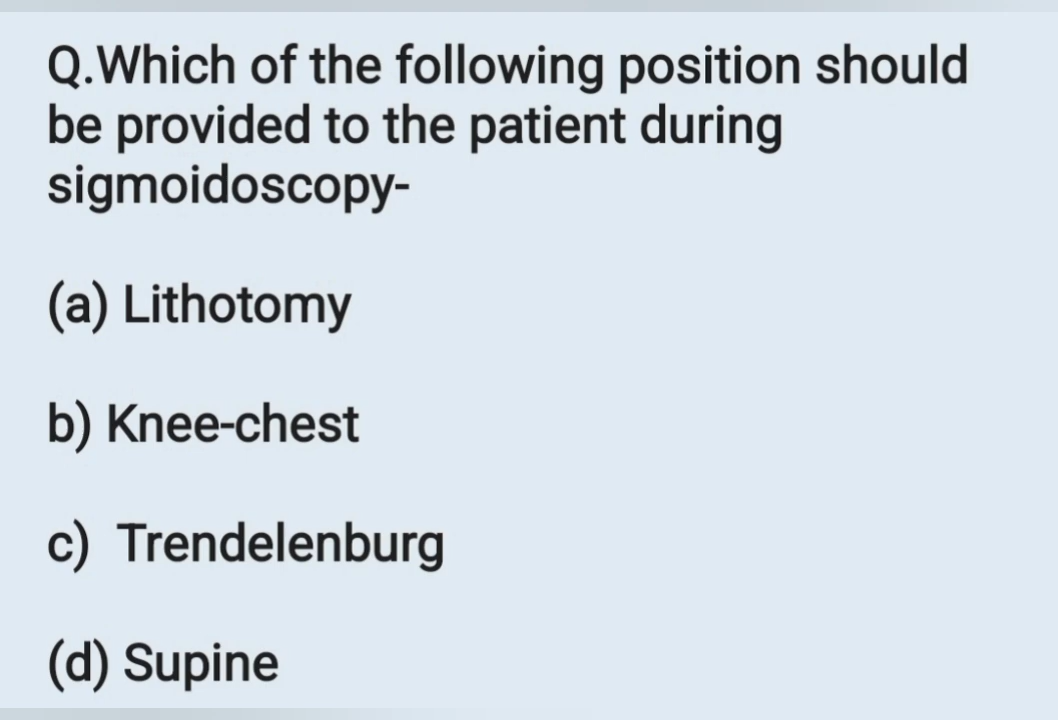 Q.Which of the following position should
be provided to the patient during
sigmoidoscopy-
(a) Lithotomy
b) Knee-chest
c) Trendelenburg
(d) Supine